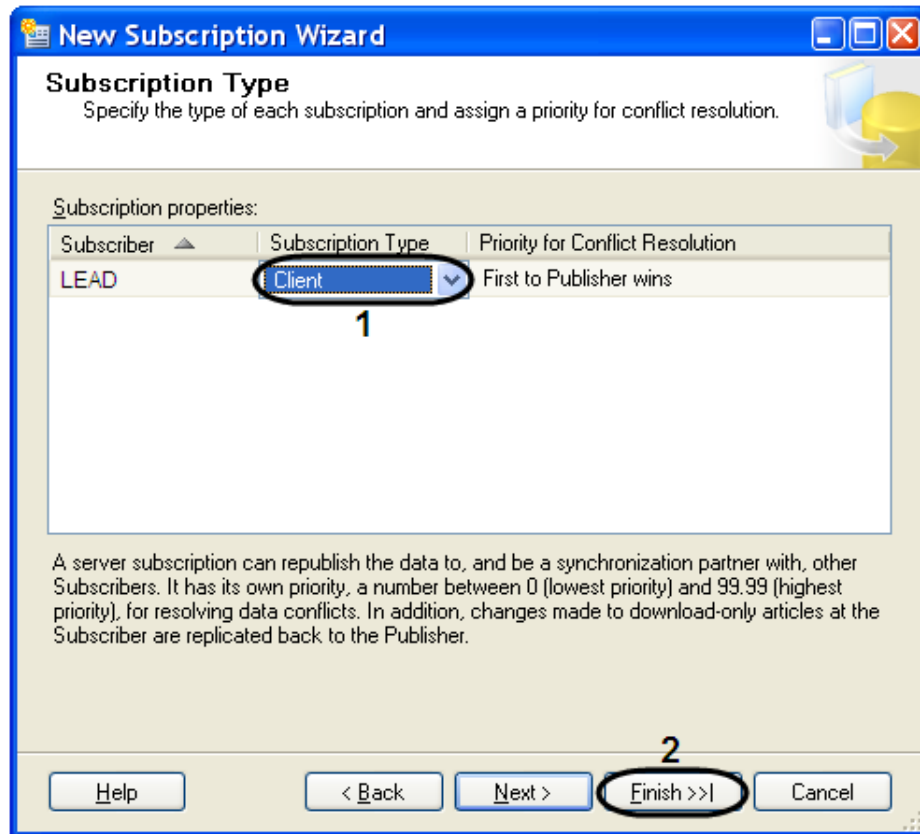 New Subscription Wizard
Subscription Type
Specify the type of each subscription and assign a priority for conflict resolution.
Subscription properties:
Subscriber Subscription Type Priority for Conflict Resolution
LEAD Client First to Publisher wins
1
A server subscription can republish the data to, and be a synchronization partner with, other
Subscribers. It has its own priority, a number between 0 (lowest priority) and 99.99 (highest
priority), for resolving data conflicts. In addition, changes made to download-only articles at the
Subscriber are replicated back to the Publisher.
2
Help < Back Next > Finish >>| Cancel